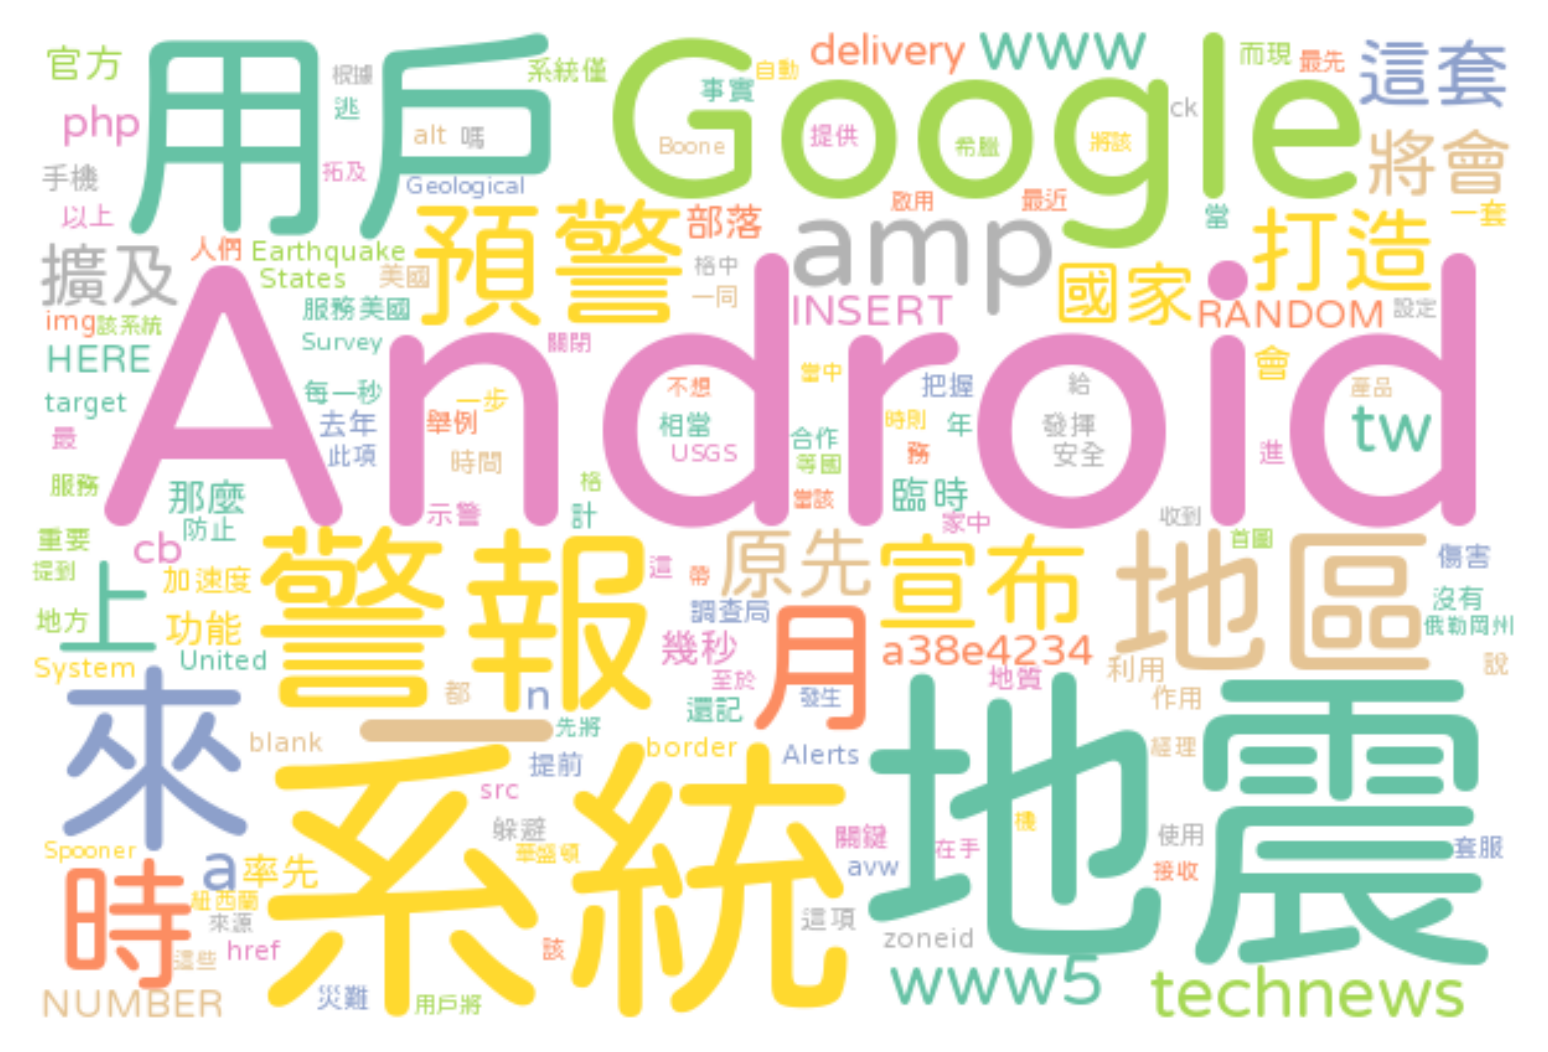 官方 用戶 根據 系統僅 Google 自動 delivery www 而現 最先 這套
php 逃 事實 ck
alt 嗎 Boone 提供 希臘 將該 將會
手機 拓及 Geological
以上 部落 啟用 最近 當 一套
擴及 人們 Earthquake 預警 amp 打造
States 美國 格中 國家
img 該系統 服務美國 一同 INSERT RANDOM 設定
HERE Survey 關閉 Android 當中 會
target 每一秒 一步 不想 把握 給 產品
最 去年 舉例 相當 時則 年 發揮 tw
此項 時間 USGS 合作 等國 務 安全 進
服務 那麼 格 當該 臨時
防止 示警 計 家中 收到 首圖
重要 cb 警報 原先 宣布 地區 傷害
提到 上 加速度 這 帶 沒有
地方 功能 調查局 月 俄勒岡州
System United 幾秒 a38e4234 利用 說
來 都 n 至於 發生 地質 作用
一 先將 還記 地震
blank 提前 border Alerts 經理
系統 src
躲避 關鍵 在手 機 使用
Spooner a 率先 華盛頓 avw 接收 套服
時 紐西蘭
來源 這項
這些 href 該 zoneid
NUMBER 災難 用戶將 www5 technews